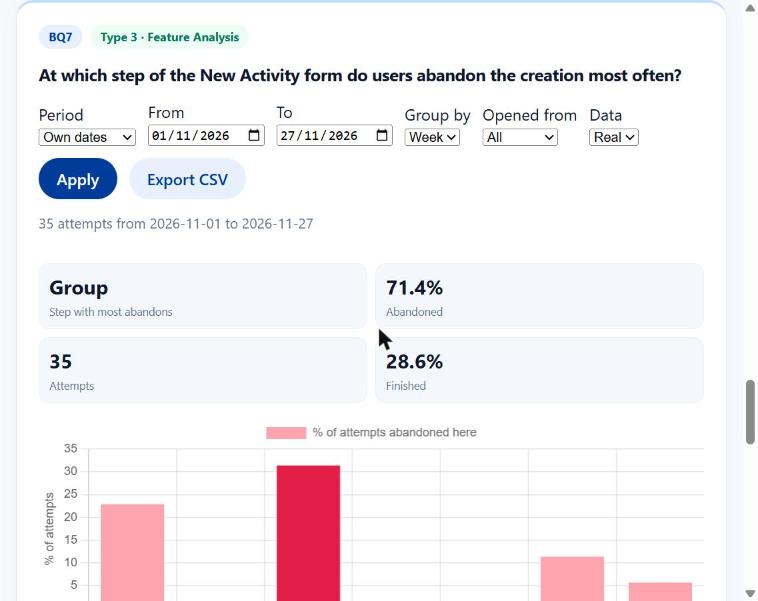 BQ7 Type 3 · Feature Analysis
At which step of the New Activity form do users abandon the creation most often?
Period From To Group by Opened from Data
Own dates 01/11/2026 27/11/2026 Week All Real
Apply Export CSV
35 attempts from 2026-11-01 to 2026-11-27
Group 71.4%
Step with most abandons Abandoned
35 28.6%
Attempts Finished
% of attempts abandoned here
35
30
25
20
15
10
5
% of attempts